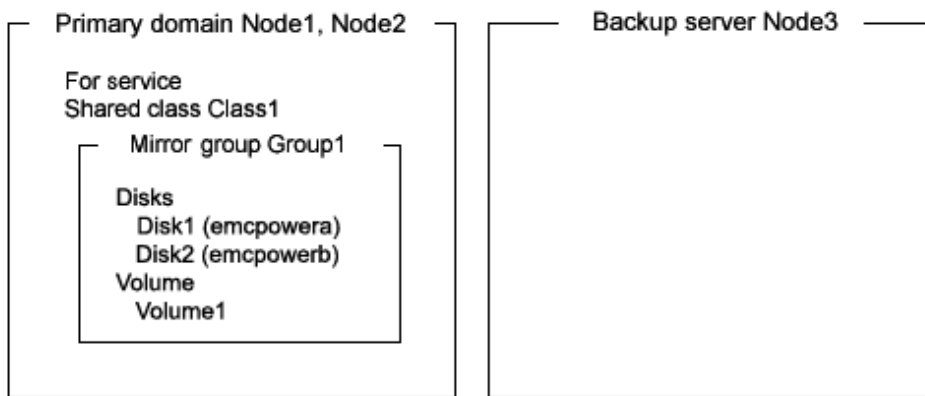 Primary domain Node1, Node2
For service
Shared class Class1
Mirror group Group1
Disks
Disk1 (emcpowera)
Disk2 (emcpowerb)
Volume
Volume1
Backup server Node3